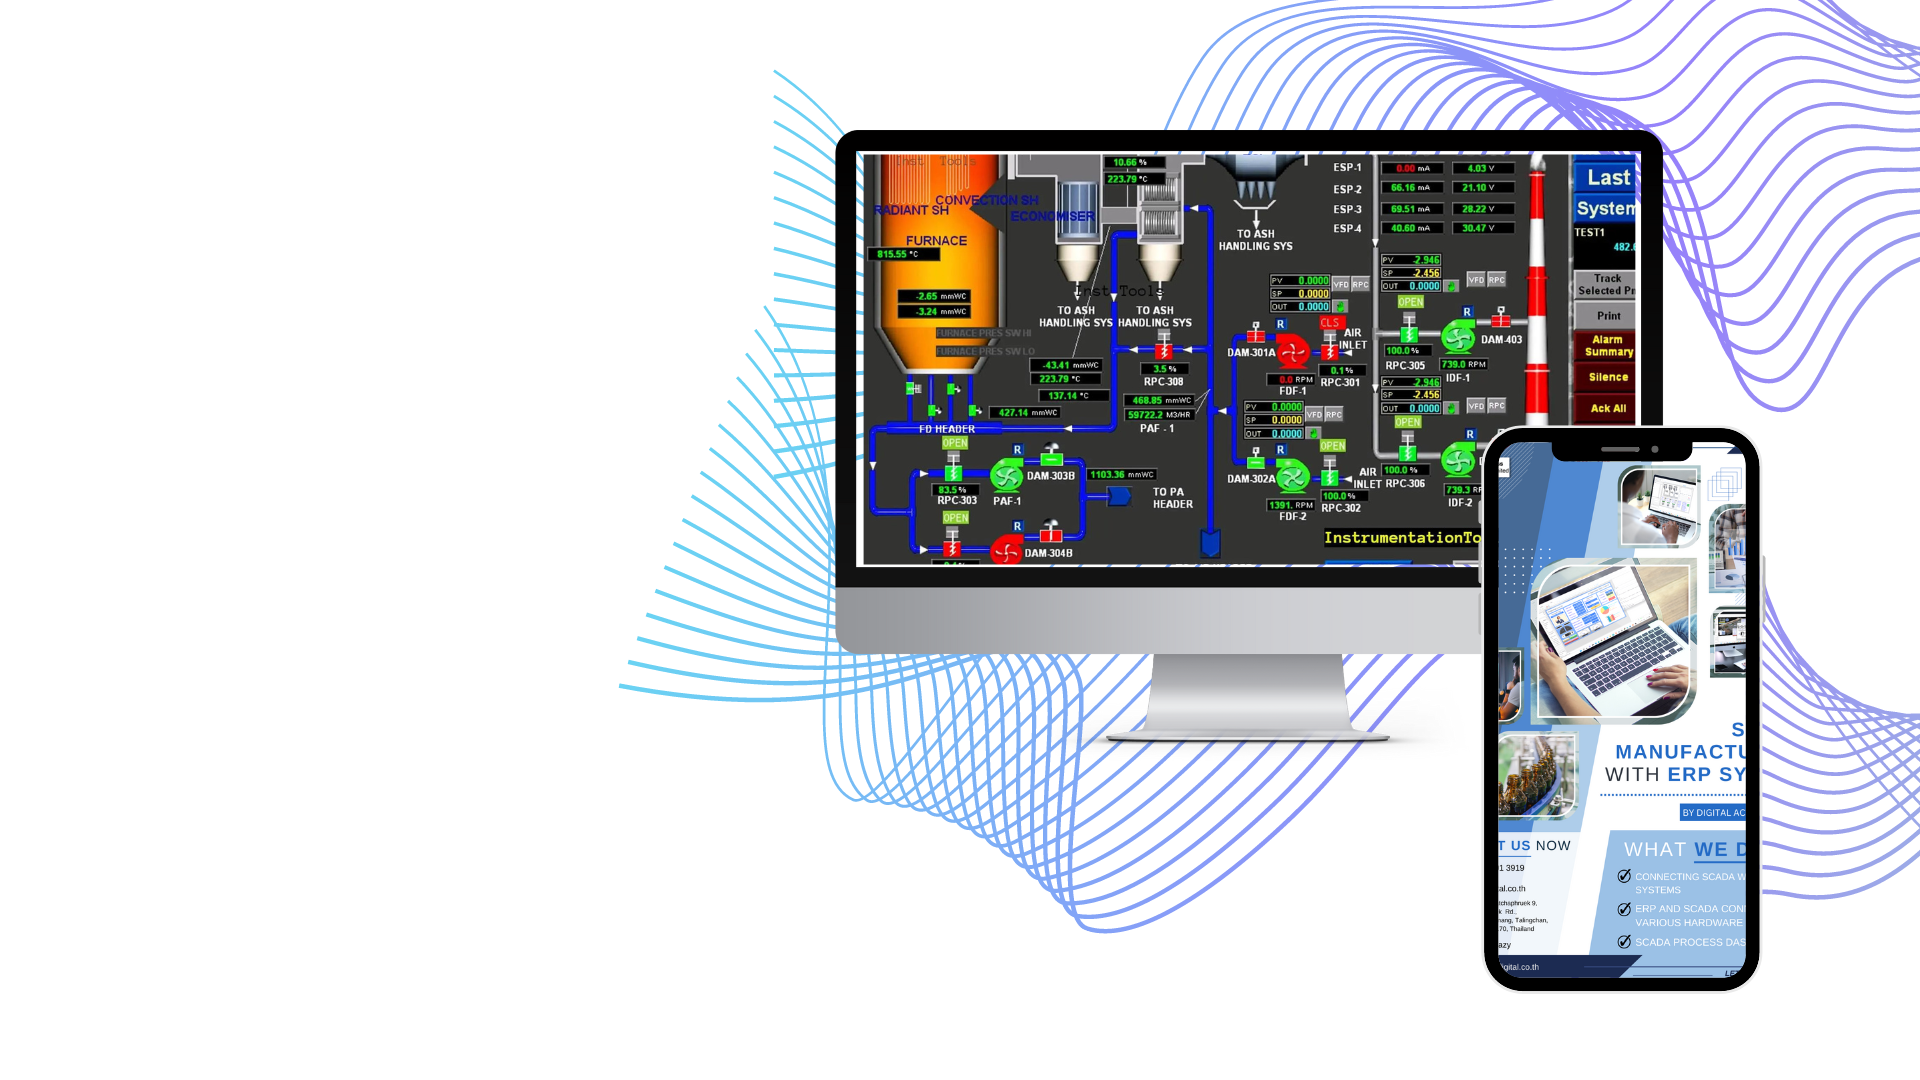 Inst Tools
RADIANT SH
CONVECTION SH
ECONOMISER
FURNACE
815.55 °C
-2.65 mmWC
-3.24 mmWC
FURNACE PRES SW HI
FURNACE PRES SW LO
10.66 %
223.79 °C
TO ASH
HANDLING SYS
ESP-1 0.00 mA 4.03 V
ESP-2 66.16 mA 21.10 V
ESP-3 69.51 mA 28.22 V
ESP-4 40.60 mA 30.47 V
Inst Tools
TO ASH
HANDLING SYS
TO ASH
HANDLING SYS
-43.41 mmWC
223.79 °C
137.14 °C
427.14 mmWC
3.5 %
RPC-308
468.85 mmWC
59722.2 M3/HR
PAF - 1
FD HEADER
OPEN
83.5 %
RPC-303
R
PAF-1
DAM-303B
1103.36 mmWC
TO PA
HEADER
OPEN
R
DAM-304B
PV 0.0000
SP 0.0000
OUT 0.0000
VFD RPC
R
CLS
AIR
INLET
DAM-301A
0.0 RPM
FDF-1
0.1 %
RPC-301
PV 0.0000
SP 0.0000
OUT 0.0000
VFD RPC
R
OPEN
AIR
INLET
DAM-302A
1391. RPM
FDF-2
100.0 %
RPC-302
PV -2.946
SP -2.456
OUT 0.0000
VFD RPC
OPEN
R
DAM-403
100.0 %
RPC-305
739.0 RPM
IDF-1
PV -2.946
SP -2.456
OUT 0.0000
VFD RPC
OPEN
R
100.0 %
RPC-306
739.3
IDF-2
InstrumentationTo
Last
System
TEST1
482.
Track
Selected Pn
Print
Alarm
Summary
Silence
Ack All
S
MANUFACTU
WITH ERP SY
BY DIGITAL AC
T US NOW
1 3919
al.co.th
tchaphruek 9,
k Rd.,
nang, Talingchan,
70, Thailand
azy
igital.co.th
WHAT WE D
CONNECTING SCADA W
SYSTEMS
ERP AND SCADA CON
VARIOUS HARDWARE
SCADA PROCESS DAS
LE